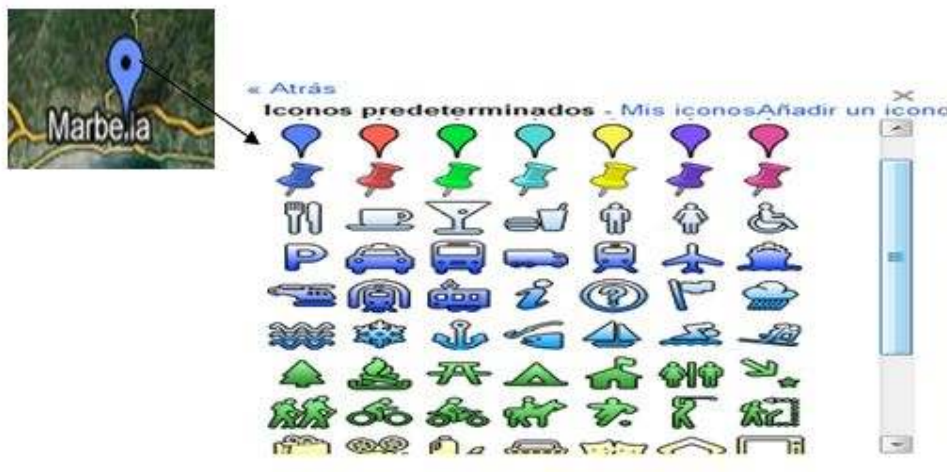 Marbella
« Atrás
Iconos predeterminados - Mis iconosAñadir un icono
P
i
?